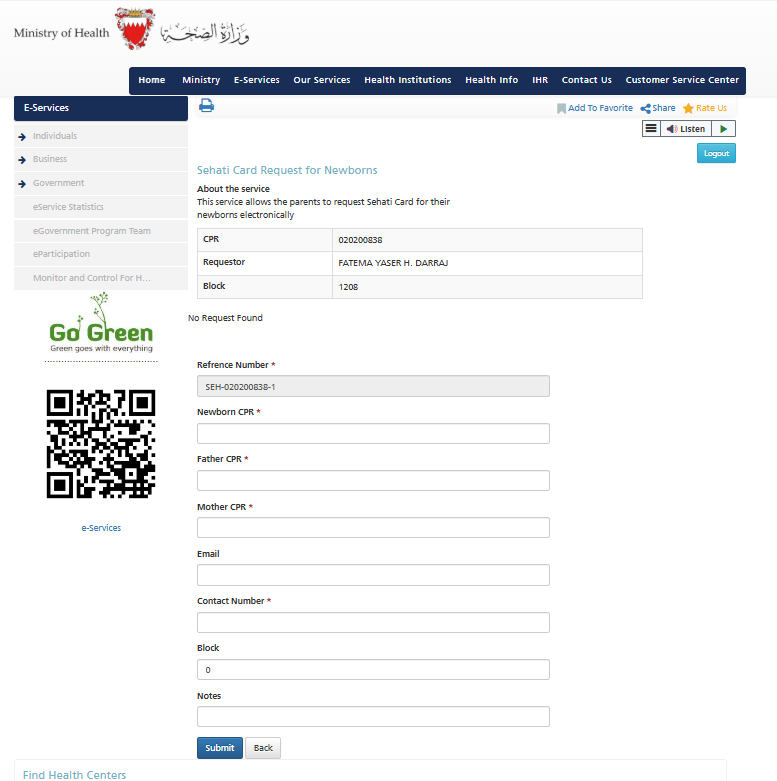 Ministry of Health
وزارة الصحة
Home Ministry E-Services Our Services Health Institutions Health Info IHR Contact Us Customer Service Center
E-Services
Individuals
Business
Government
eService Statistics
eGovernment Program Team
eParticipation
Monitor and Control For H...
Go Green
Green goes with everything
e-Services
Add To Favorite Share Rate Us
Listen
Logout
Sehati Card Request for Newborns
About the service
This service allows the parents to request Sehati Card for their
newborns electronically
CPR 020200838
Requestor FATEMA YASER H. DARRAJ
Block 1208
No Request Found
Refrence Number *
SEH-020200838-1
Newborn CPR *
Father CPR *
Mother CPR *
Email
Contact Number *
Block
0
Notes
Submit Back
Find Health Centers